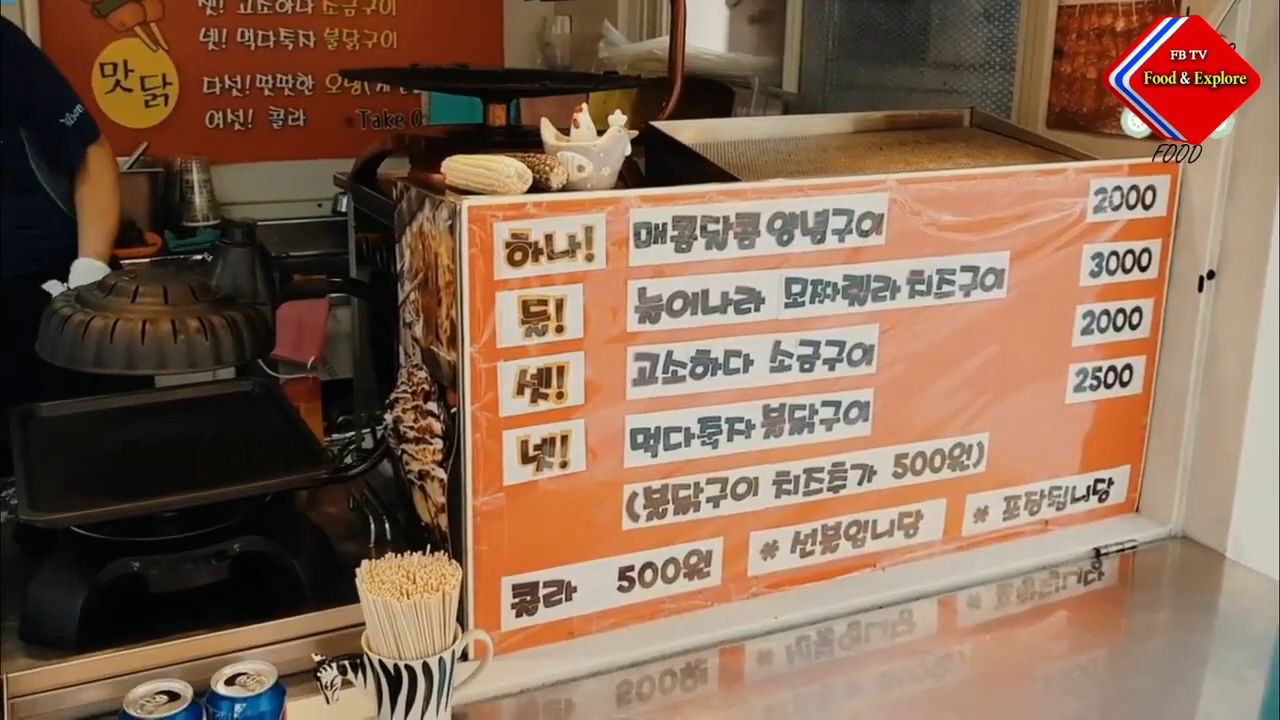 셋! 고소하다 소금구이
넷! 먹다죽자 불닭구이
맛닭
다섯! 맛땃한
여섯! 콜라 Take
FB TV
Food & Explore
FOOD
하나! 매콤달콤양념구이 2000
둘! 늘어나라 모짜렐라치즈구이 3000
셋! 고소하다 소금구이 2000
넷! 먹다죽자불닭구이 2500
(불닭구이 치즈추가 500원)
콜라 500원 * 선불입니당 * 포장됩니당